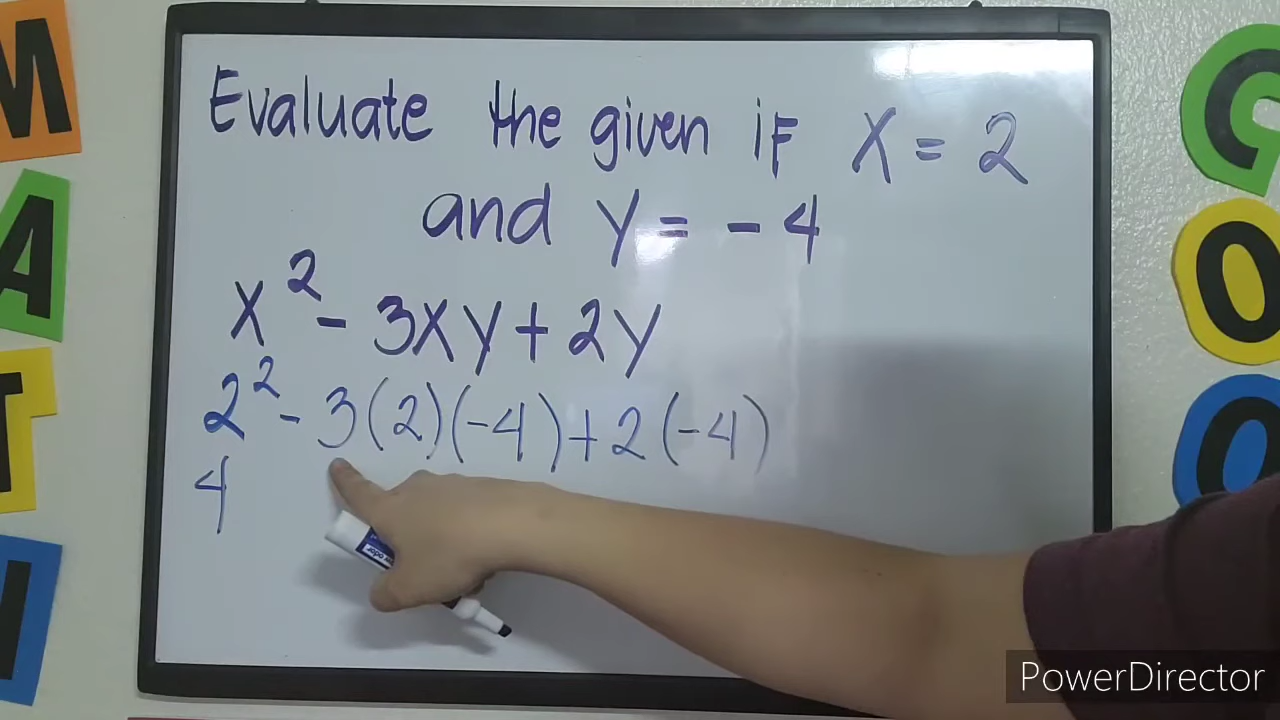 Evaluate the given if x = 2
and y = - 4
x² - 3xy + 2y
2² - 3(2)(-4) + 2(-4)
4
M
A
T
I
G
O
O
PowerDirector